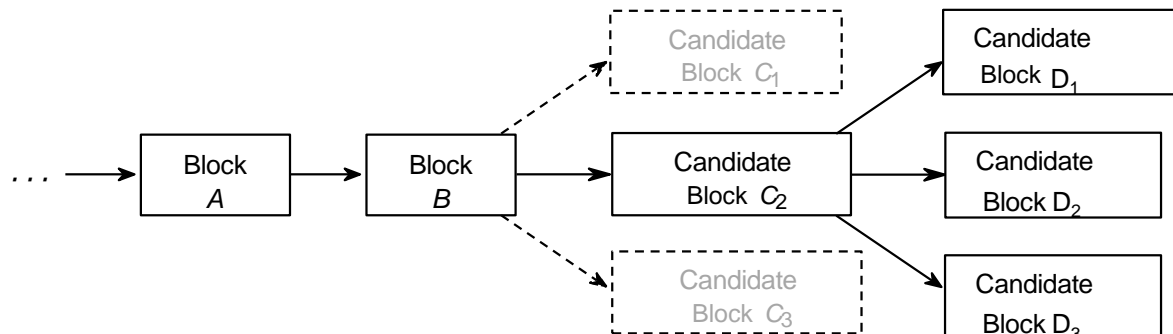 ...
Block
A
Block
B
Candidate
Block C1
Candidate
Block C2
Candidate
Block C3
Candidate
Block D1
Candidate
Block D2
Candidate
Block D3